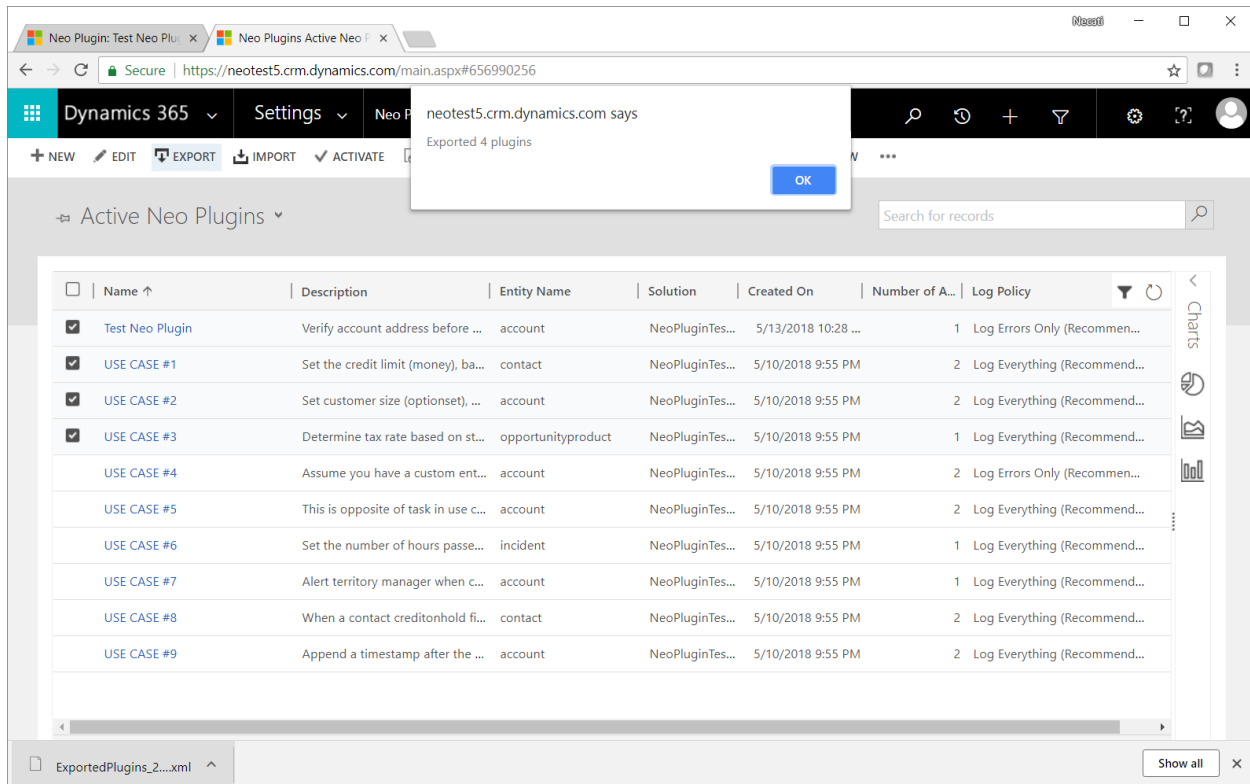 Necati
Neo Plugin: Test Neo Plu
Neo Plugins Active Neo P
Secure https://neotest5.crm.dynamics.com/main.aspx#656990256
Dynamics 365 Settings Neo P
neotest5.crm.dynamics.com says
Exported 4 plugins
OK
+ NEW EDIT EXPORT IMPORT ACTIVATE
Active Neo Plugins
Search for records
Name ↑ Description Entity Name Solution Created On Number of A... Log Policy
Test Neo Plugin Verify account address before ... account NeoPluginTes... 5/13/2018 10:28 ... 1 Log Errors Only (Recommen...
USE CASE #1 Set the credit limit (money), ba... contact NeoPluginTes... 5/10/2018 9:55 PM 2 Log Everything (Recommend...
USE CASE #2 Set customer size (optionset), ... account NeoPluginTes... 5/10/2018 9:55 PM 2 Log Everything (Recommend...
USE CASE #3 Determine tax rate based on st... opportunityproduct NeoPluginTes... 5/10/2018 9:55 PM 1 Log Everything (Recommend...
USE CASE #4 Assume you have a custom ent... account NeoPluginTes... 5/10/2018 9:55 PM 2 Log Errors Only (Recommen...
USE CASE #5 This is opposite of task in use c... account NeoPluginTes... 5/10/2018 9:55 PM 2 Log Everything (Recommend...
USE CASE #6 Set the number of hours passe... incident NeoPluginTes... 5/10/2018 9:55 PM 1 Log Everything (Recommend...
USE CASE #7 Alert territory manager when c... account NeoPluginTes... 5/10/2018 9:55 PM 1 Log Everything (Recommend...
USE CASE #8 When a contact creditonhold fi... contact NeoPluginTes... 5/10/2018 9:55 PM 2 Log Everything (Recommend...
USE CASE #9 Append a timestamp after the ... account NeoPluginTes... 5/10/2018 9:55 PM 2 Log Everything (Recommend...
Charts
ExportedPlugins_2....xml
Show all